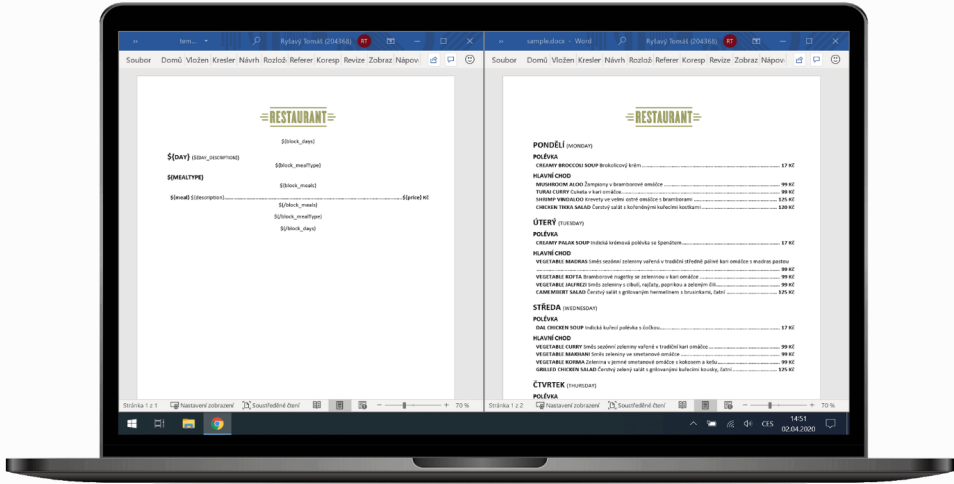 tem...
Ryšavý Tomáš (204368) RT
Soubor Domů Vložen Kresler Návrh Rozlož Referer Koresp Revize Zobraz Nápov
RESTAURANT
${block_days}
${DAY} (${DAY_DESCRIPTION})
${block_mealType}
${MEALTYPE}
${block_meals}
${meal} ${description}...${price} Kč
${/block_meals}
${/block_mealType}
${/block_days}
Stránka 1 z 1 Nastavení zobrazení Soustředěné čtení 70 %
sample.docx - Word Ryšavý Tomáš (204368) RT
Soubor Domů Vložen Kresler Návrh Rozlož Referer Koresp Revize Zobraz Nápov
RESTAURANT
PONDĚLÍ (MONDAY)
POLÉVKA
CREAMY BROCCOLI SOUP Brokolicový krém...17 Kč
HLAVNÍ CHOD
MUSHROOM ALOO Žampiony v bramborové omáčce...99 Kč
TURAI CURRY Cuketa v kari omáčce...99 Kč
SHRIMP VINDALOO Krevety ve velmi ostré omáčce s bramborami...125 Kč
CHICKEN TIKKA SALAD Čerstvý salát s kořeněnými kuřecími kostkami...120 Kč
ÚTERÝ (TUESDAY)
POLÉVKA
CREAMY PALAK SOUP Indická krémová polévka se špenátem...17 Kč
HLAVNÍ CHOD
VEGETABLE MADRAS Směs sezónní zeleniny vařená v tradiční středně pálivé kari omáčce s madras pastou
...99 Kč
VEGETABLE KOFTA Bramborové nugetky se zeleninou v kari omáčce...99 Kč
VEGETABLE JALFREZI Směs zeleniny s cibulí, rajčaty, paprikou a zeleným čili...99 Kč
CAMEMBERT SALAD Čerstvý salát s grilovaným hermelínem s brusinkami, čatní...125 Kč
STŘEDA (WEDNESDAY)
POLÉVKA
DAL CHICKEN SOUP Indická kuřecí polévka s čočkou...17 Kč
HLAVNÍ CHOD
VEGETABLE CURRY Směs sezónní zeleniny vařená v tradiční kari omáčce...99 Kč
VEGETABLE MAKHANI Směs zeleniny ve smetanové omáčce...99 Kč
VEGETABLE KORMA Zelenina v jemné smetanové omáčce s kokosem a kešu...99 Kč
GRILLED CHICKEN SALAD Čerstvý zelený salát s grilovanými kuřecími kousky, čatní...125 Kč
ČTVRTEK (THURSDAY)
POLÉVKA
Stránka 1 z 2 Nastavení zobrazení Soustředěné čtení 70 %
CES 14:51
02.04.2020